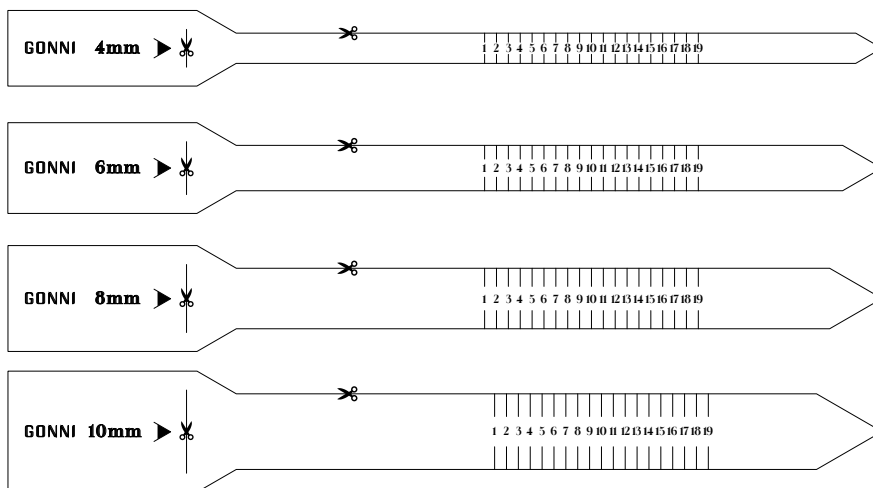 GONNI 4mm 1 2 3 4 5 6 7 8 9 10 11 12 13 14 15 16 17 18 19
GONNI 6mm 1 2 3 4 5 6 7 8 9 10 11 12 13 14 15 16 17 18 19
GONNI 8mm 1 2 3 4 5 6 7 8 9 10 11 12 13 14 15 16 17 18 19
GONNI 10mm 1 2 3 4 5 6 7 8 9 10 11 12 13 14 15 16 17 18 19